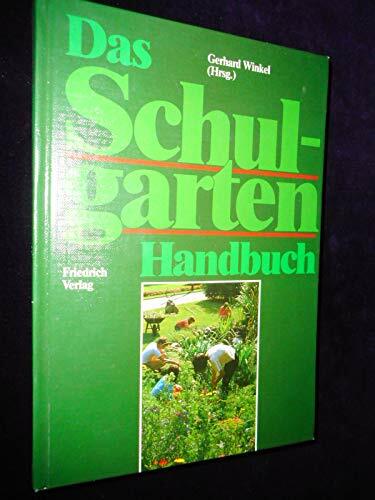 Das
Gerhard Winkel
(Hrsg.)
Schul-
garten
Handbuch
Friedrich
Verlag